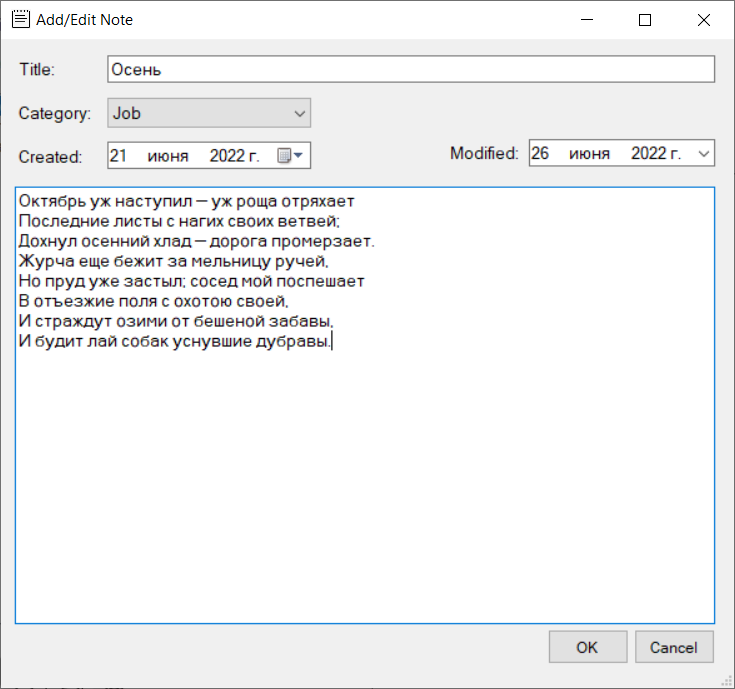 Add/Edit Note
Title: Осень
Category: Job
Created: 21 июня 2022 г. Modified: 26 июня 2022 г.
Октябрь уж наступил — уж роща отряхает
Последние листы с нагих своих ветвей;
Дохнул осенний хлад — дорога промерзает.
Журча еще бежит за мельницу ручей,
Но пруд уже застыл; сосед мой поспешает
В отъезжие поля с охотою своей,
И страждут озими от бешеной забавы,
И будит лай собак уснувшие дубравы.
OK Cancel